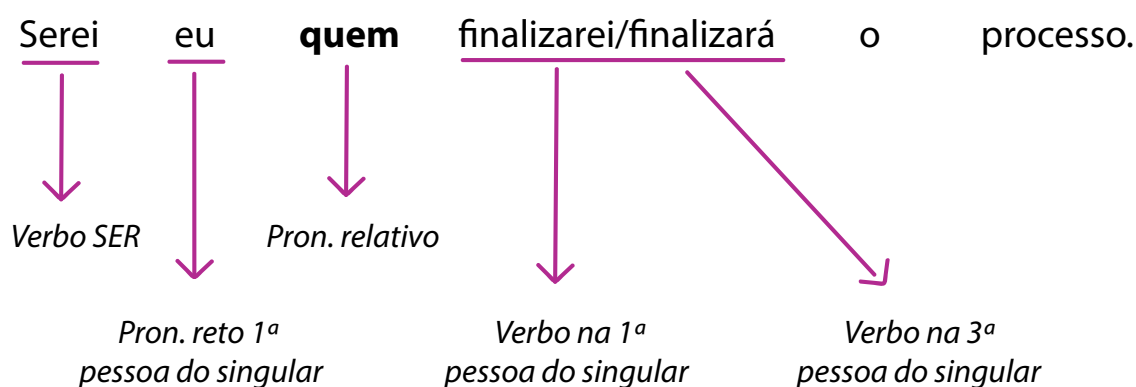 Serei eu quem finalizarei/finalizará o processo.
Verbo SER Pron. relativo
Pron. reto 1ª pessoa do singular
Verbo na 1ª pessoa do singular
Verbo na 3ª pessoa do singular